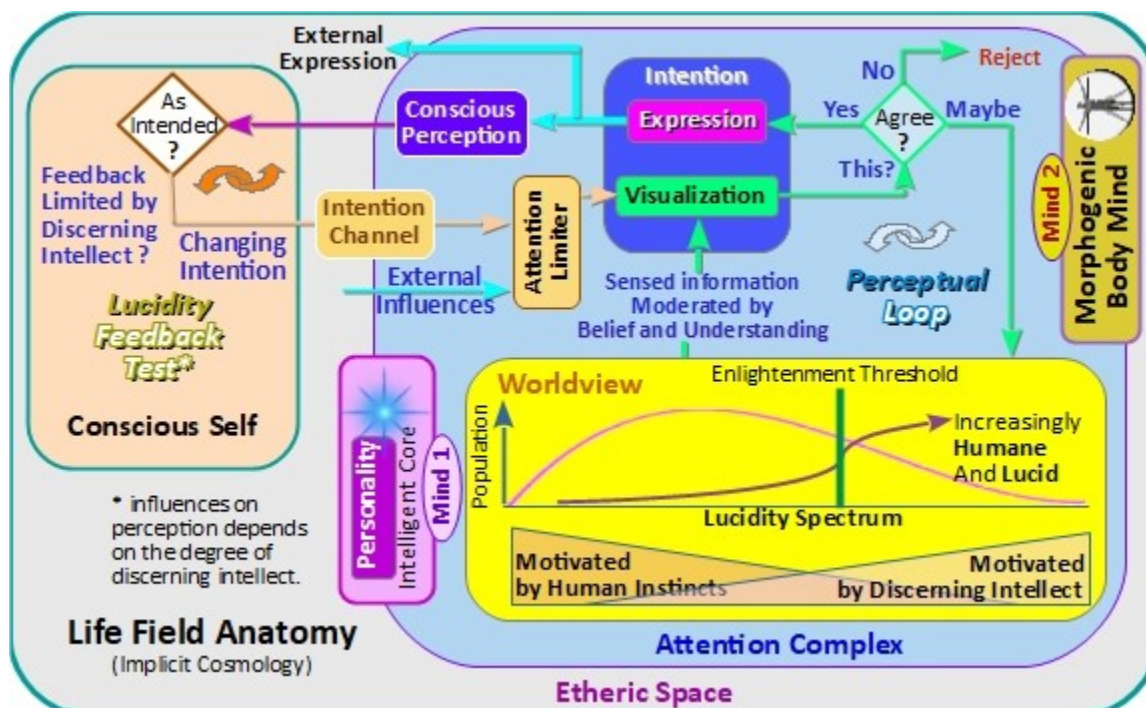 External
Expression
As
Intended
?
Feedback
Limited by
Discerning
Intellect ?
Changing
Intention
Lucidity
Feedback
Test*
Conscious Self
Conscious
Perception
Intention
Channel
External
Influences
Attention
Limiter
Intention
Expression
Visualization
Sensed information
Moderated by
Belief and Understanding
No
Reject
Yes
Agree
?
Maybe
This?
Perceptual
Loop
Mind 2
Morphogenic
Body Mind
Personality
Intelligent Core
Mind 1
Worldview
Enlightenment Threshold
Population
Increasingly
Humane
And Lucid
Lucidity Spectrum
Motivated
by Human Instincts
Motivated
by Discerning Intellect
* influences on
perception depends
on the degree of
discerning intellect.
Life Field Anatomy
(Implicit Cosmology)
Attention Complex
Etheric Space